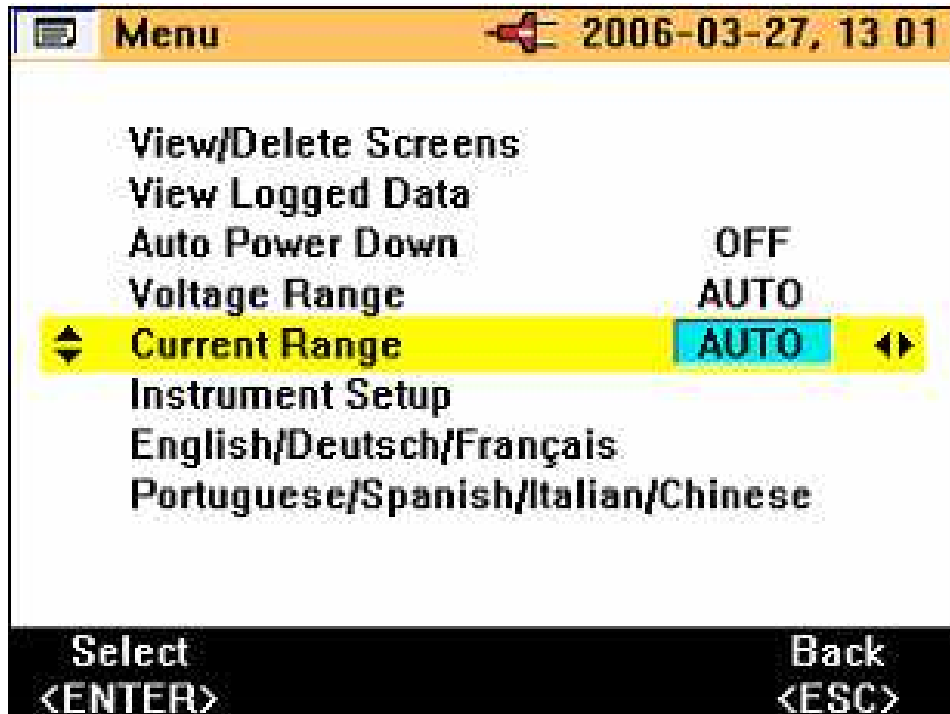 Menu 2006-03-27, 13 01
View/Delete Screens
View Logged Data
Auto Power Down OFF
Voltage Range AUTO
Current Range AUTO
Instrument Setup
English/Deutsch/Français
Portuguese/Spanish/Italian/Chinese
Select Back
<ENTER> <ESC>